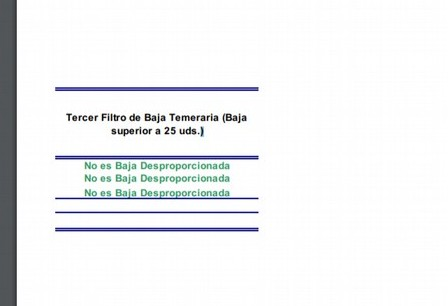 Tercer Filtro de Baja Temeraria (Baja
superior a 25 uds.)
No es Baja Desproporcionada
No es Baja Desproporcionada
No es Baja Desproporcionada